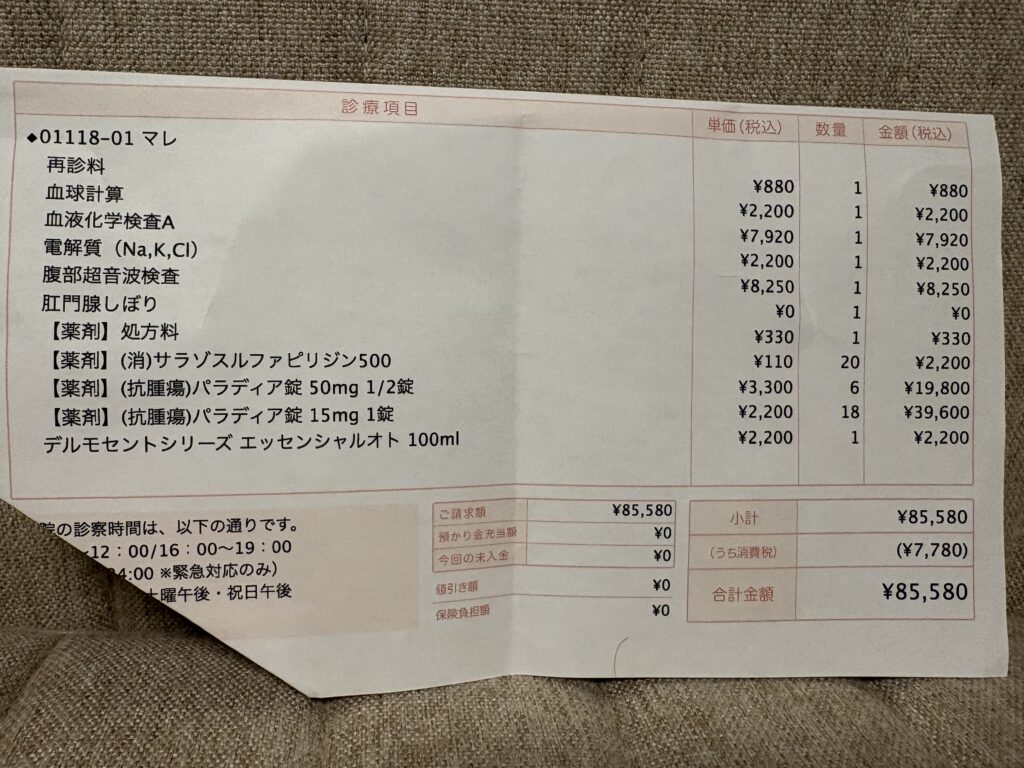 診療項目 単価(税込) 数量 金額(税込)
◆01118-01 マレ
再診料 ¥880 1 ¥880
血球計算 ¥2,200 1 ¥2,200
血液化学検査A ¥7,920 1 ¥7,920
電解質（Na,K,Cl） ¥2,200 1 ¥2,200
腹部超音波検査 ¥8,250 1 ¥8,250
肛門腺しぼり ¥0 1 ¥0
【薬剤】処方料 ¥330 1 ¥330
【薬剤】(消)サラゾスルファピリジン500 ¥110 20 ¥2,200
【薬剤】(抗腫瘍)パラディア錠 50mg 1/2錠 ¥3,300 6 ¥19,800
【薬剤】(抗腫瘍)パラディア錠 15mg 1錠 ¥2,200 18 ¥39,600
デルモセントシリーズ エッセンシャルオト 100ml ¥2,200 1 ¥2,200
院の診察時間は、以下の通りです。
12：00/16：00〜19：00
4:00 ※緊急対応のみ）
土曜午後・祝日午後
ご請求額 ¥85,580
預かり金充当額 ¥0
今回の未入金 ¥0
値引き額 ¥0
保険負担額 ¥0
小計 ¥85,580
(うち消費税) (¥7,780)
合計金額 ¥85,580